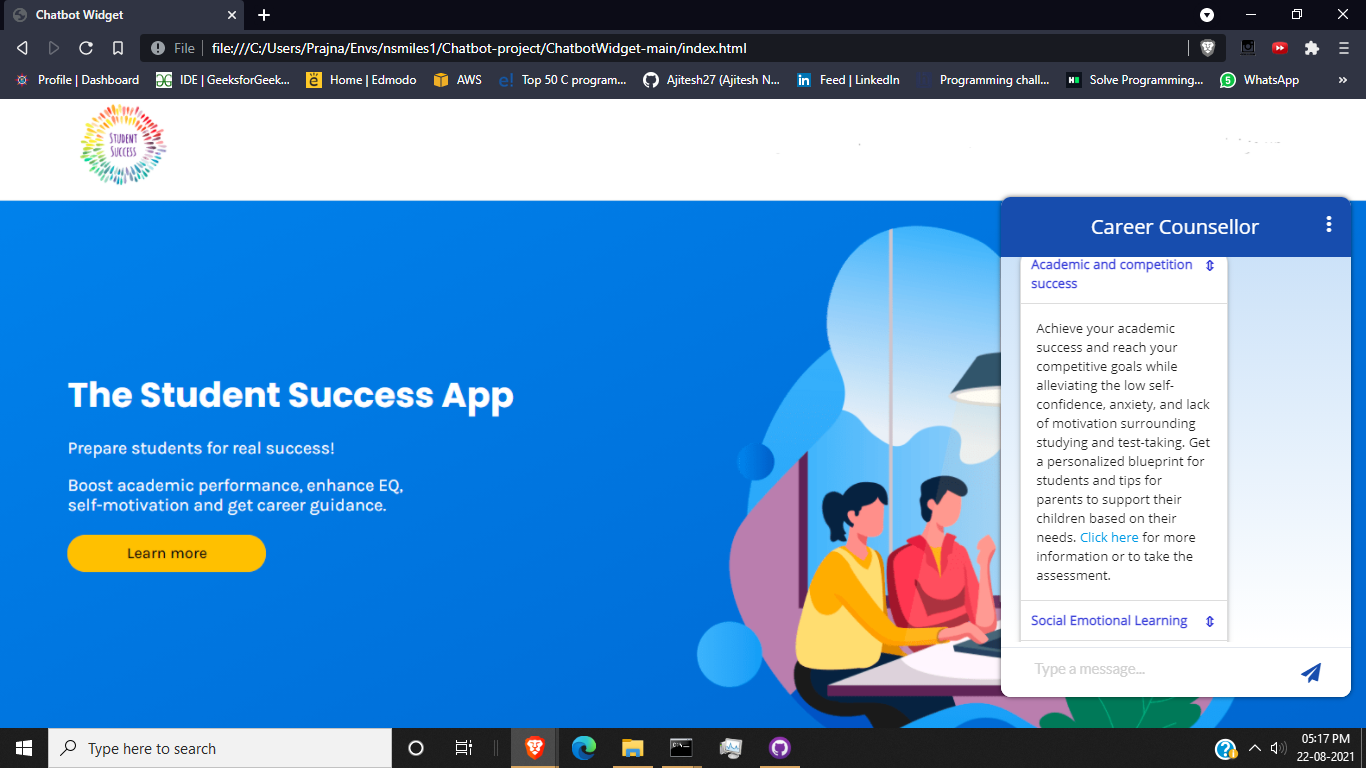 Chatbot Widget
File
file:///C:/Users/Prajna/Envs/nsmiles1/Chatbot-project/ChatbotWidget-main/index.html
Profile | Dashboard
IDE | GeeksforGeek...
Home | Edmodo
AWS
Top 50 C program...
Ajitesh27 (Ajitesh N...
Feed | LinkedIn
Programming chall...
Solve Programming...
WhatsApp
STUDENT
SUCCESS
The Student Success App
Prepare students for real success!
Boost academic performance, enhance EQ,
self-motivation and get career guidance.
Learn more
Career Counsellor
Academic and competition
success
Achieve your academic
success and reach your
competitive goals while
alleviating the low self-
confidence, anxiety, and lack
of motivation surrounding
studying and test-taking. Get
a personalized blueprint for
students and tips for
parents to support their
children based on their
needs. Click here for more
information or to take the
assessment.
Social Emotional Learning
Type a message...
Type here to search
05:17 PM
22-08-2021